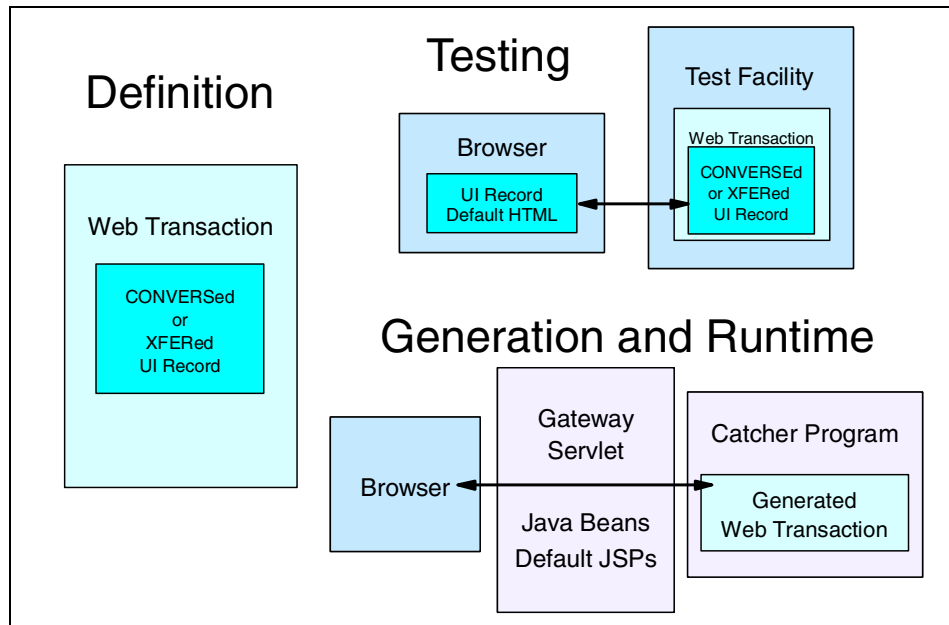 Definition
Web Transaction
CONVERSed
or
XFERed
UI Record
Testing
Browser
UI Record
Default HTML
Test Facility
Web Transaction
CONVERSEd
or XFERed
UI Record
Generation and Runtime
Browser
Gateway
Servlet
Java Beans
Default JSPs
Catcher Program
Generated
Web Transaction